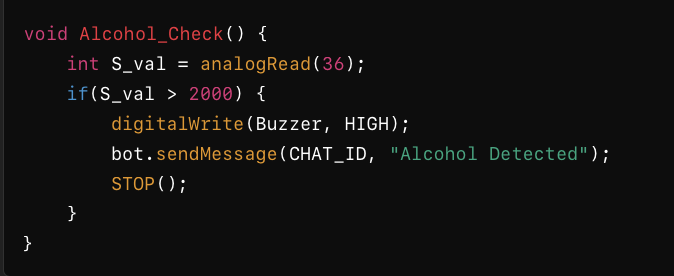 void Alcohol_Check() {
    int S_val = analogRead(36);
    if(S_val > 2000) {
        digitalWrite(Buzzer, HIGH);
        bot.sendMessage(CHAT_ID, "Alcohol Detected");
        STOP();
    }
}